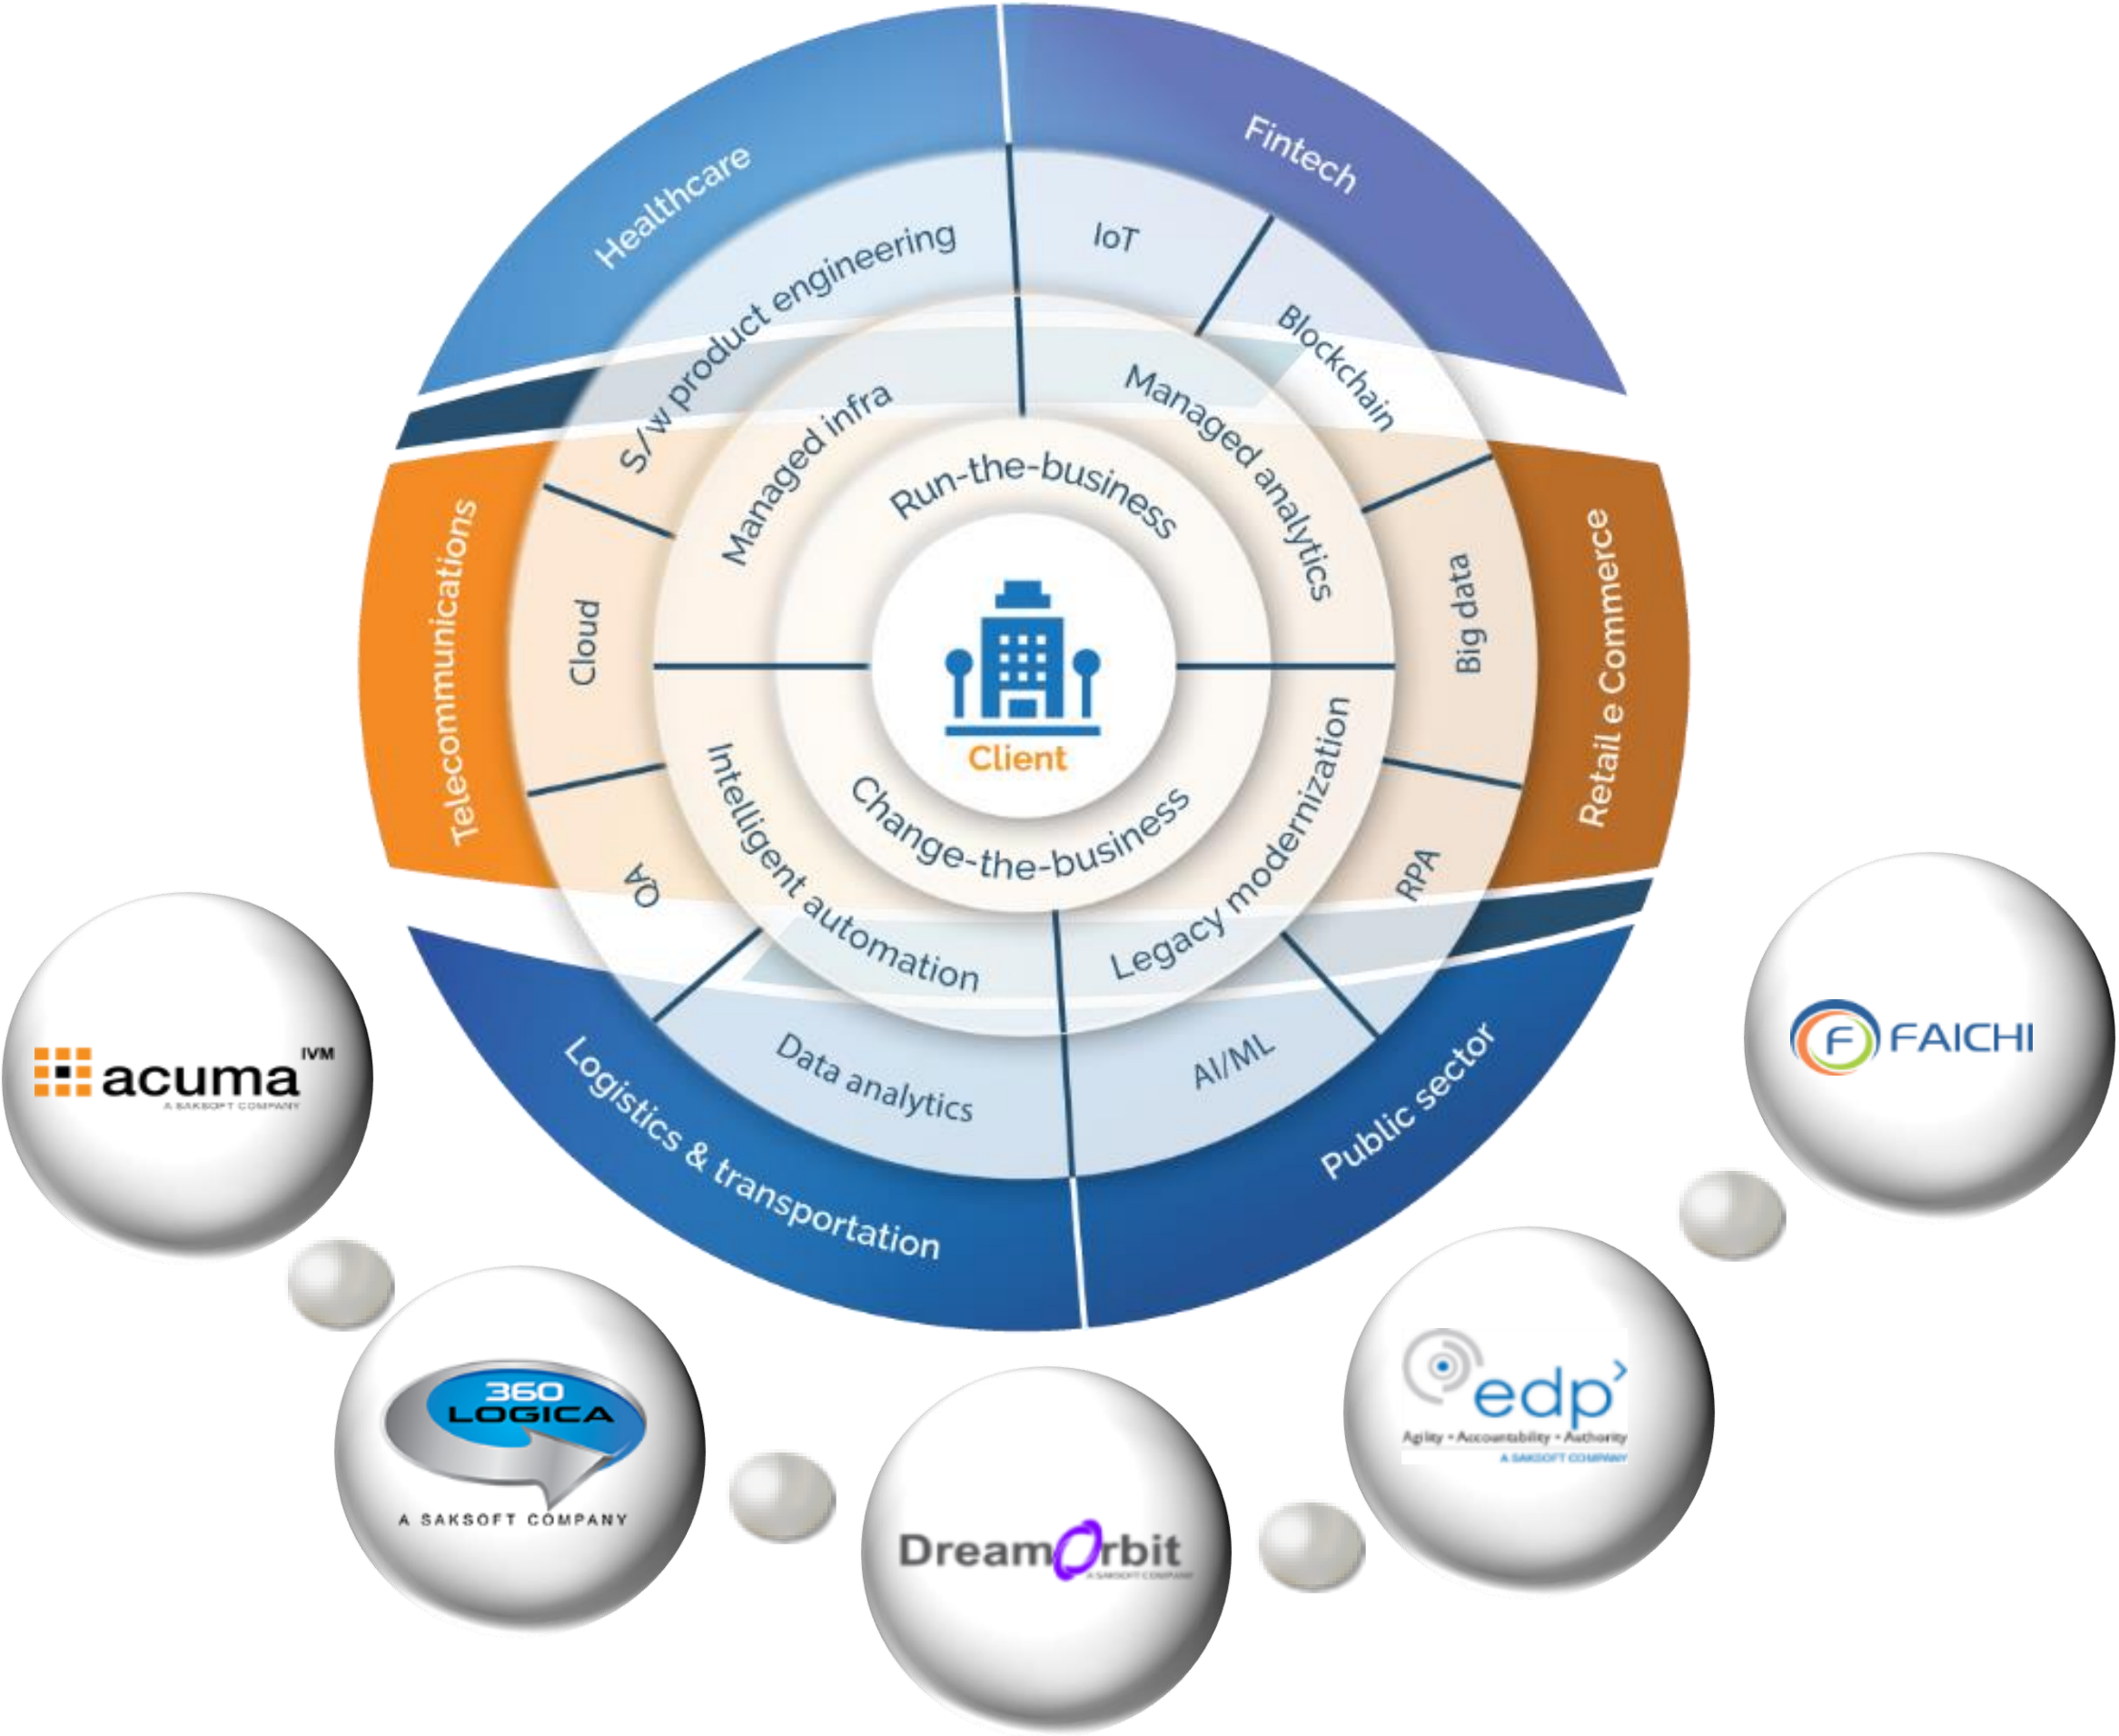 Healthcare
Fintech
S/w product engineering
IoT
Blockchain
Managed infra
Managed analytics
Run-the-business
Telecommunications
Cloud
Client
Big data
Retail e Commerce
Intelligent automation
Change-the-business
Legacy modernization
QA
RPA
Data analytics
AI/ML
Logistics & transportation
Public sector
acuma IVM
A SAKSOFT COMPANY
FAICHI
F
360
LOGICA
A SAKSOFT COMPANY
edp
Agility • Accountability • Authority
A SAKSOFT COMPANY
DreamOrbit
A SAKSOFT COMPANY